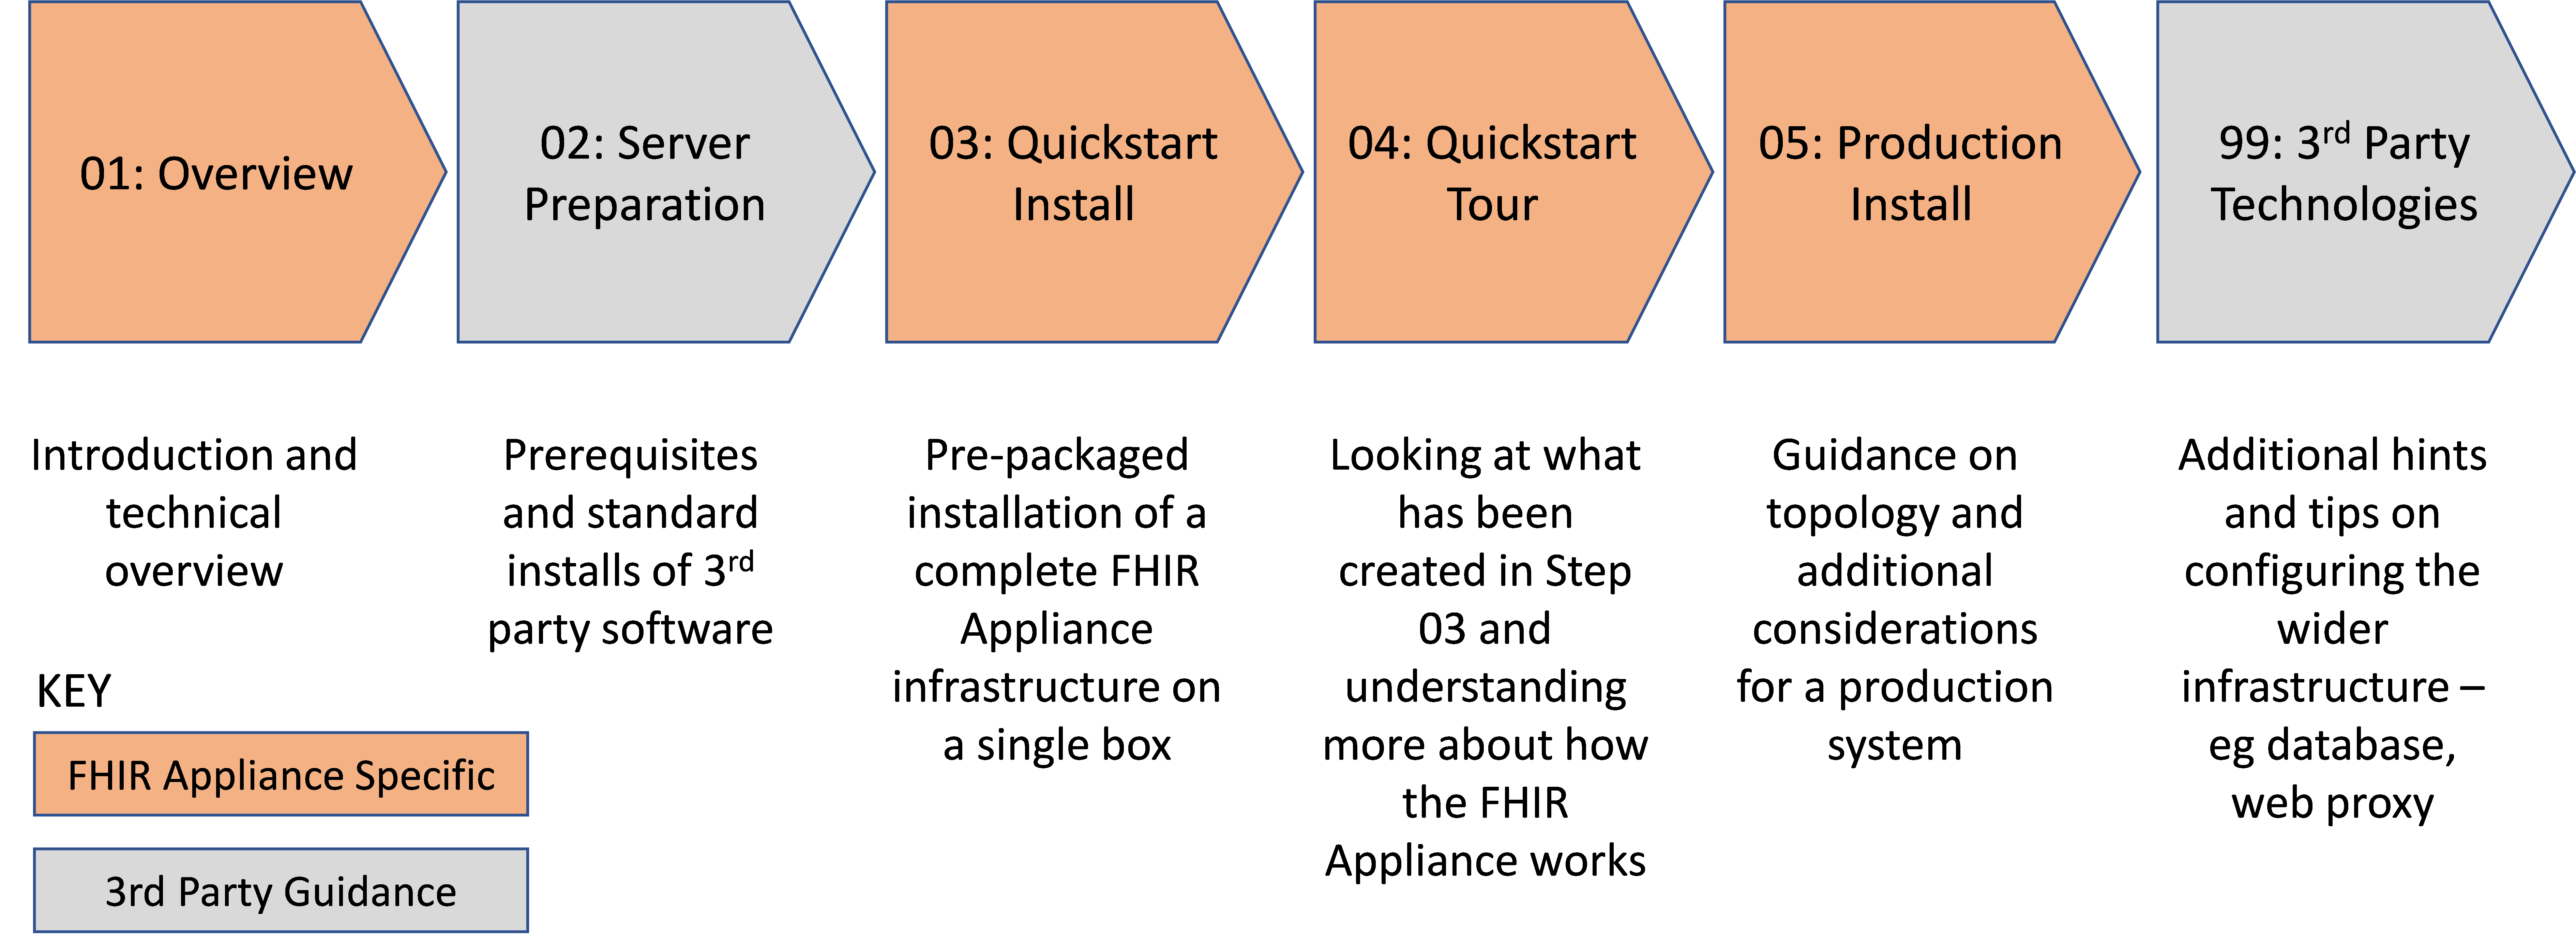 01: Overview
02: Server
Preparation
03: Quickstart
Install
04: Quickstart
Tour
05: Production
Install
99: 3rd Party
Technologies
Introduction and
technical
overview
Prerequisites
and standard
installs of 3rd
party software
Pre-packaged
installation of a
complete FHIR
Appliance
infrastructure on
a single box
Looking at what
has been
created in Step
03 and
understanding
more about how
the FHIR
Appliance works
Guidance on
topology and
additional
considerations
for a production
system
Additional hints
and tips on
configuring the
wider
infrastructure –
eg database,
web proxy
KEY
FHIR Appliance Specific
3rd Party Guidance